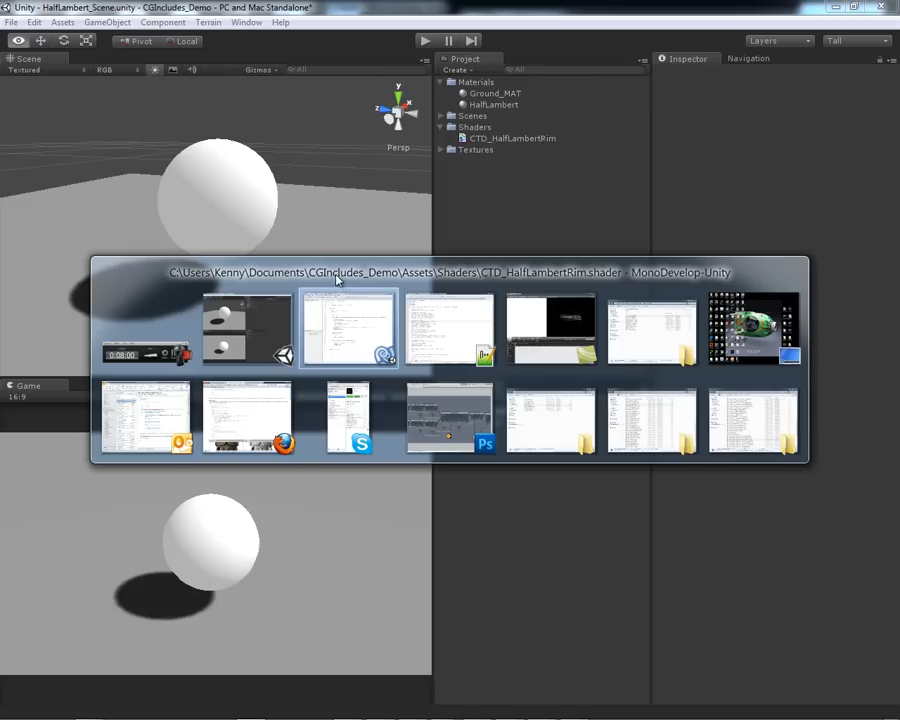 Unity - HalfLambert_Scene.unity - CGIncludes_Demo - PC and Mac Standalone*
File Edit Assets GameObject Component Terrain Window Help
Pivot Local Layers Tall
Scene Project Inspector Navigation
Textured RGB Gizmos All Create All
Materials
Ground_MAT
HalfLambert
Scenes
Shaders
CTD_HalfLambertRim
Textures
y
x
z
Persp
C:\Users\Kenny\Documents\CGIncludes_Demo\Assets\Shaders\CTD_HalfLambertRim.shader - MonoDevelop-Unity
0:08:00
Game
16:9